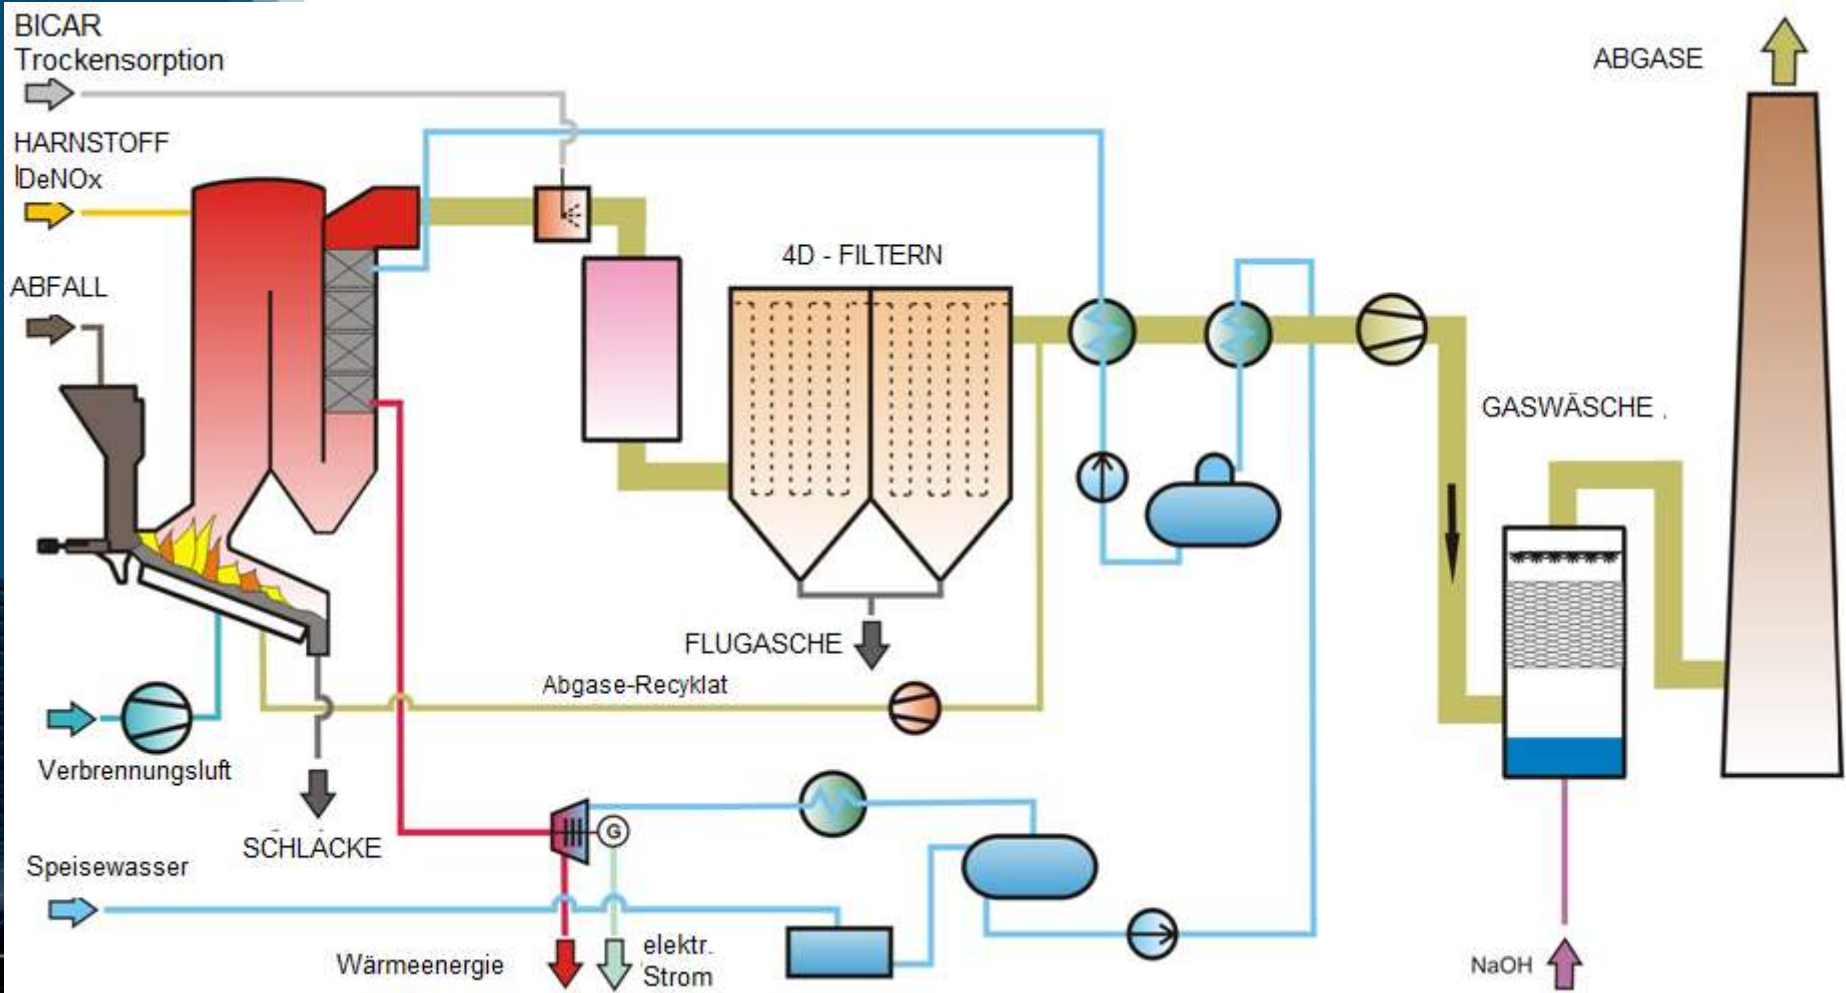 BICAR
Trockensorption
HARNSTOFF
DeNOx
ABFALL
4D - FILTERN
ABGASE
GASWÄSCHE .
FLUGASCHE
Abgase-Recyklat
Verbrennungsluft
SCHLACKE
G
Speisewasser
Wärmeenergie
elektr.
Strom
NaOH